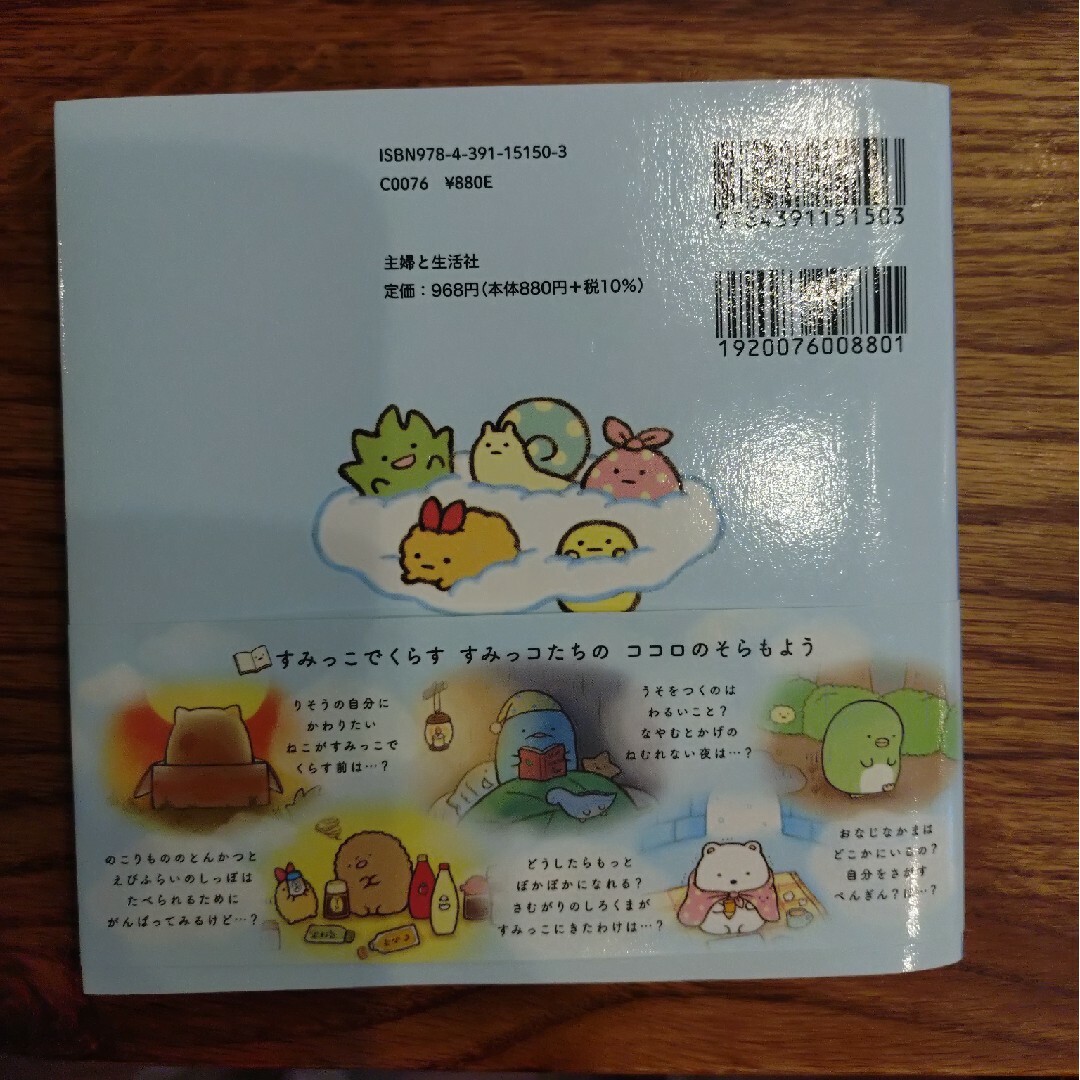 ISBN978-4-391-15150-3
C0076 ¥880E
9784391151503
主婦と生活社
定価：968円(本体880円+税10%)
1920076008801
すみっこでくらす すみっコたちの ココロのそらもよう
りそうの自分に
かわりたい
ねこがすみっこで
くらす前は…?
うそをつくのは
わるいこと?
なやむとかげの
ねむれない夜は…?
のこりもののとんかつと
えびふらいのしっぽは
たべられるために
がんばってみるけど…?
どうしたらもっと
ぽかぽかになれる?
さむがりのしろくまが
すみっこにきたわけは…?
おなじなかまは
どこかにいるの?
自分をさがす
ぺんぎん?は…?